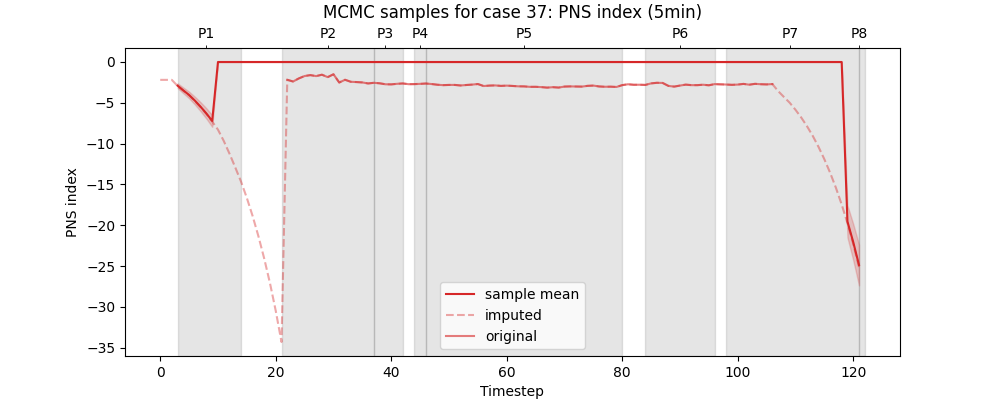 MCMC samples for case 37: PNS index (5min)
P1 P2 P3 P4 P5 P6 P7 P8
0
−5
−10
−15
−20
−25
−30
−35
PNS index
sample mean
imputed
original
0 20 40 60 80 100 120
Timestep